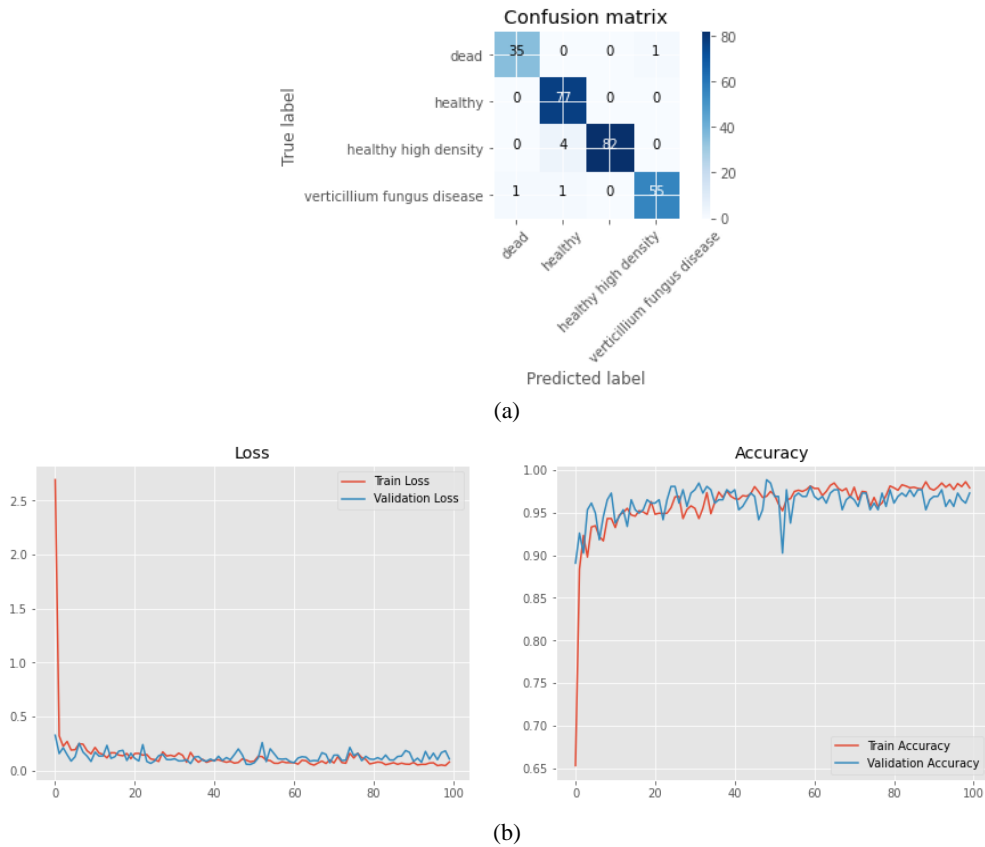 Confusion matrix
True label
dead
35 0 0 1
healthy
0 77 0 0
healthy high density
0 4 82 0
verticillium fungus disease
1 1 0 55
80
60
40
20
0
dead
healthy
healthy high density
verticillium fungus disease
Predicted label
(a)
Loss
Train Loss
Validation Loss
2.5
2.0
1.5
1.0
0.5
0.0
0 20 40 60 80 100
Accuracy
1.00
0.95
0.90
0.85
0.80
0.75
0.70
0.65
Train Accuracy
Validation Accuracy
0 20 40 60 80 100
(b)